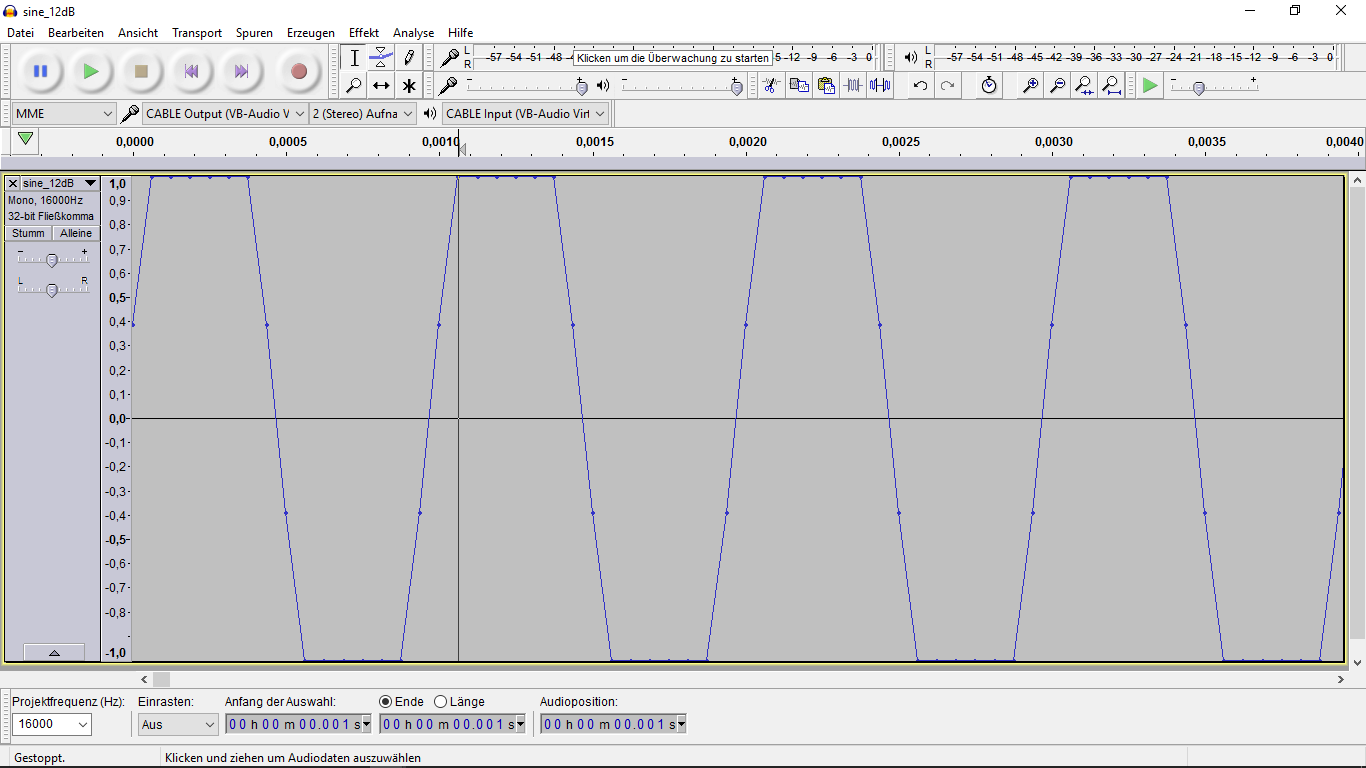 sine_12dB
Datei Bearbeiten Ansicht Transport Spuren Erzeugen Effekt Analyse Hilfe
L R -57 -54 -51 -48 -4 Klicken um die Überwachung zu starten 5 -12 -9 -6 -3 0 L R -57 -54 -51 -48 -45 -42 -39 -36 -33 -30 -27 -24 -21 -18 -15 -12 -9 -6 -3 0
- + - + - +
MME CABLE Output (VB-Audio V 2 (Stereo) Aufna CABLE Input (VB-Audio Virt
0,0000 0,0005 0,0010 0,0015 0,0020 0,0025 0,0030 0,0035 0,0040
sine_12dB
Mono, 16000Hz
32-bit Fließkomma
Stumm Alleine
- +
L R
1,0
0,9-
0,8-
0,7-
0,6-
0,5-
0,4-
0,3-
0,2-
0,1-
0,0-
-0,1-
-0,2-
-0,3-
-0,4-
-0,5-
-0,6-
-0,7-
-0,8-
-1,0
Projektfrequenz (Hz): Einrasten: Anfang der Auswahl: Ende Länge Audioposition:
16000 Aus 00 h 00 m 00.001 s 00 h 00 m 00.001 s 00 h 00 m 00.001 s
Gestoppt. Klicken und ziehen um Audiodaten auszuwählen